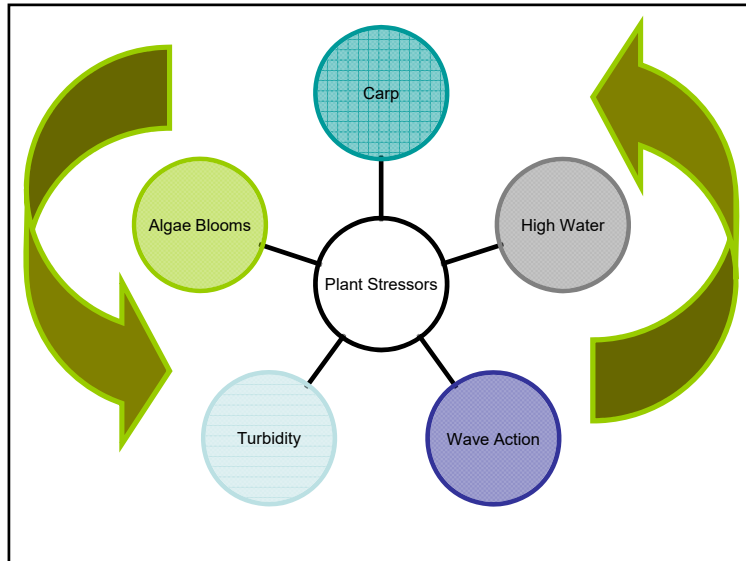 Carp
Algae Blooms
High Water
Plant Stressors
Turbidity
Wave Action